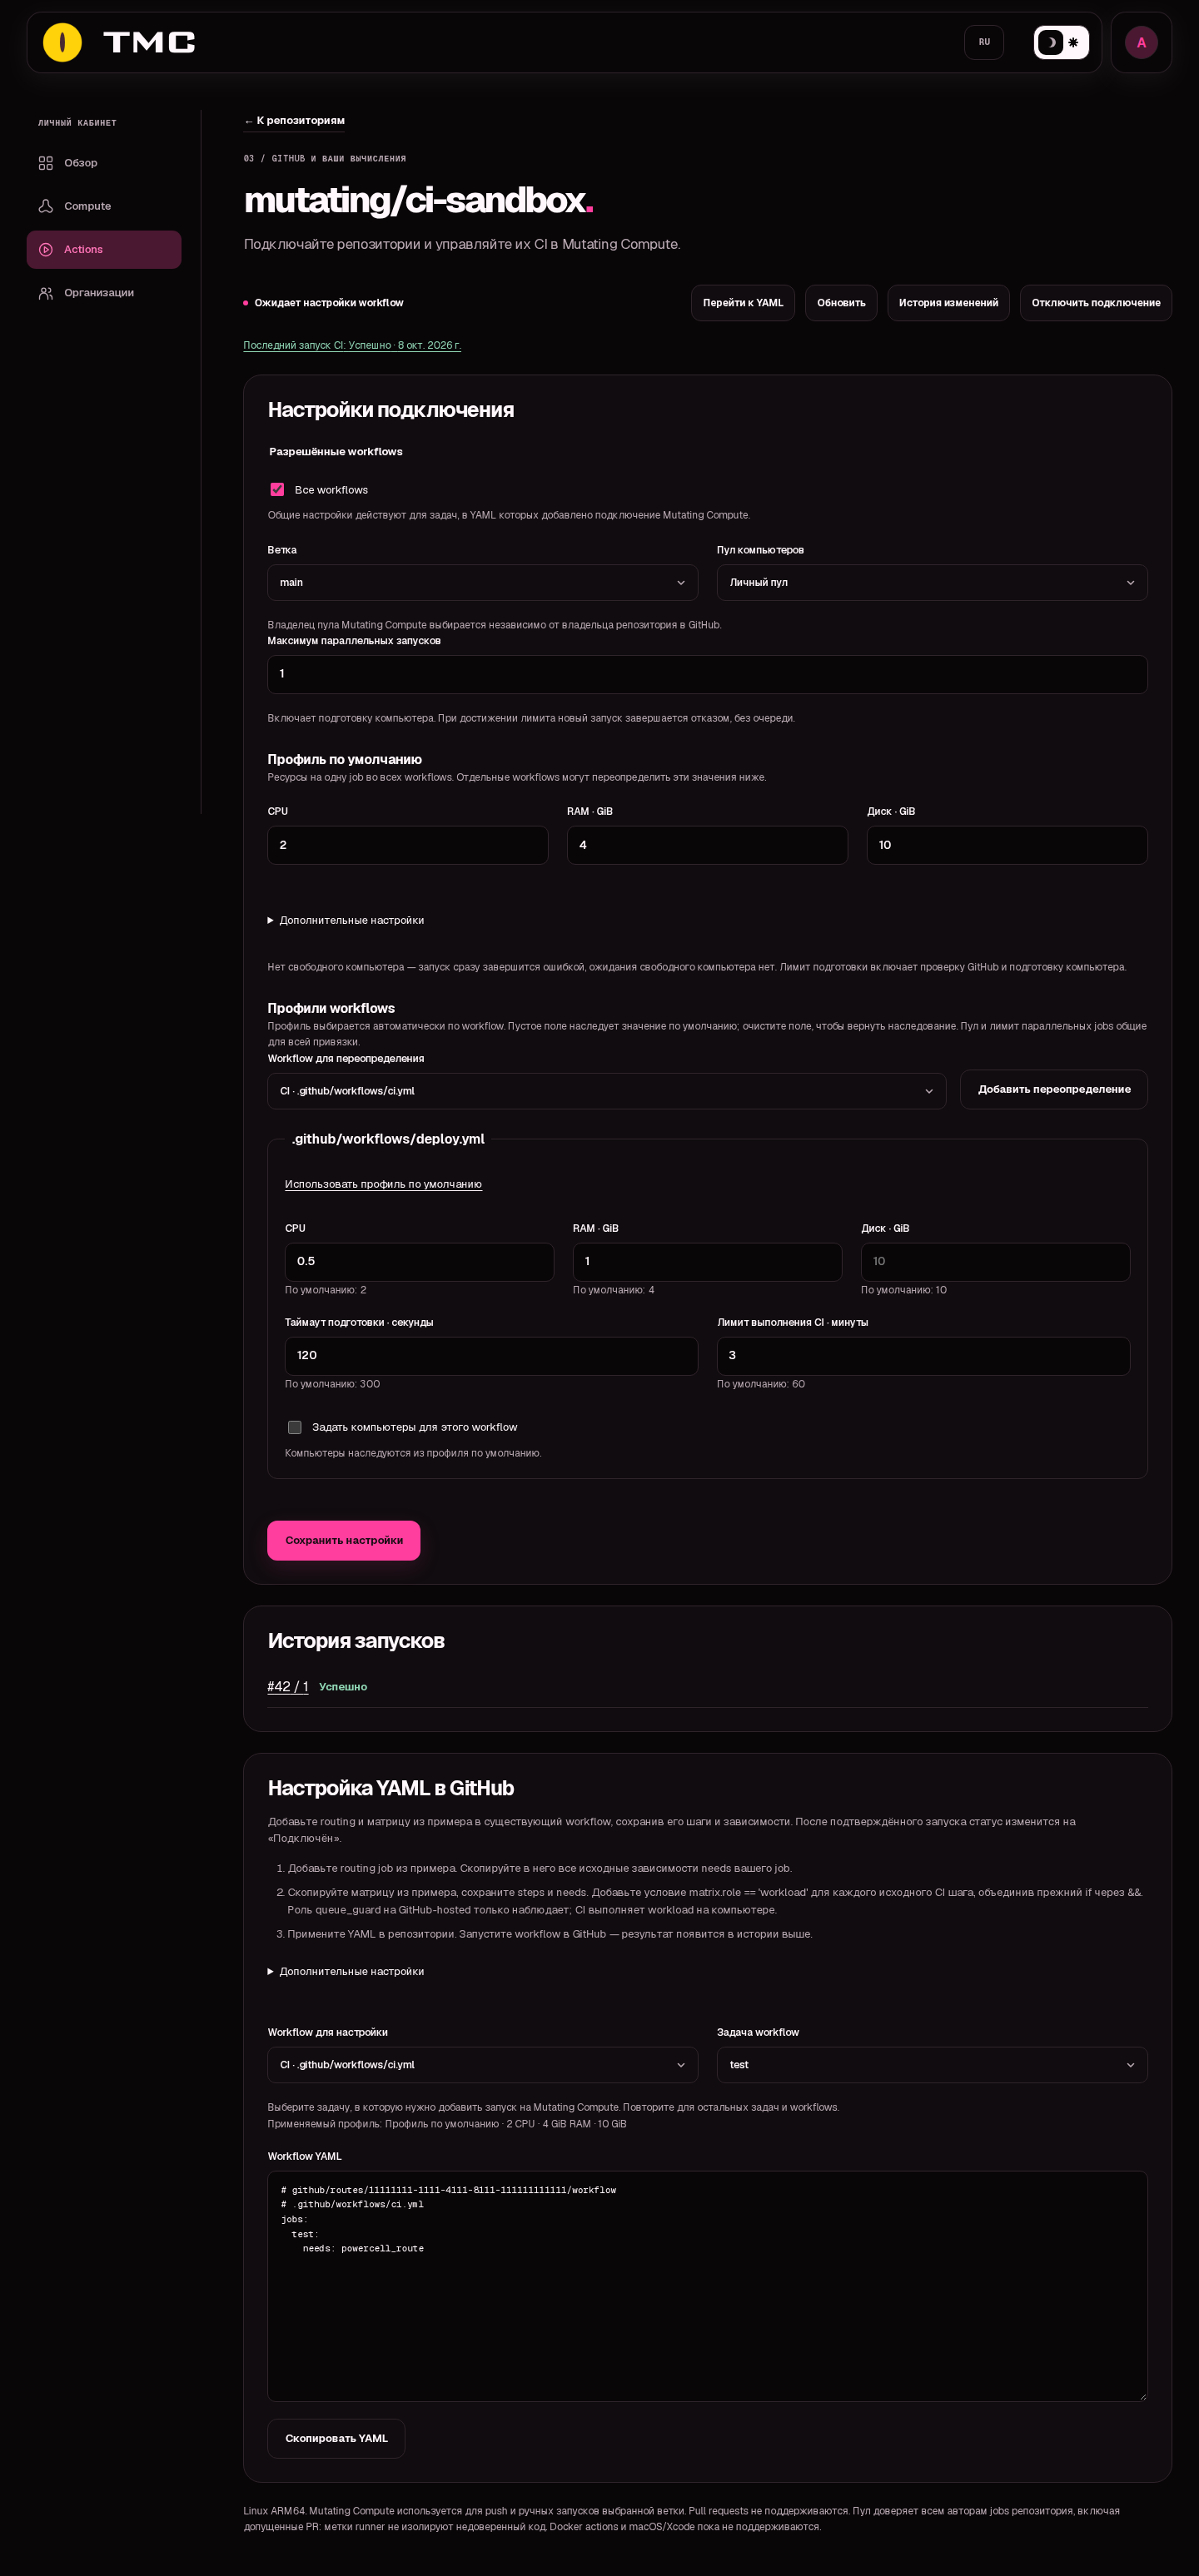 TMC
RU
A
ЛИЧНЫЙ КАБИНЕТ
Обзор
Compute
Actions
Организации
← К репозиториям
03 / GITHUB И ВАШИ ВЫЧИСЛЕНИЯ
mutating/ci-sandbox.
Подключайте репозитории и управляйте их CI в Mutating Compute.
Ожидает настройки workflow
Перейти к YAML
Обновить
История изменений
Отключить подключение
Последний запуск CI: Успешно · 8 окт. 2026 г.
Настройки подключения
Разрешённые workflows
Все workflows
Общие настройки действуют для задач, в YAML которых добавлено подключение Mutating Compute.
Ветка
Пул компьютеров
main
Личный пул
Владелец пула Mutating Compute выбирается независимо от владельца репозитория в GitHub.
Максимум параллельных запусков
1
Включает подготовку компьютера. При достижении лимита новый запуск завершается отказом, без очереди.
Профиль по умолчанию
Ресурсы на одну job во всех workflows. Отдельные workflows могут переопределить эти значения ниже.
CPU
RAM · GiB
Диск · GiB
2
4
10
▶ Дополнительные настройки
Нет свободного компьютера — запуск сразу завершится ошибкой, ожидания свободного компьютера нет. Лимит подготовки включает проверку GitHub и подготовку компьютера.
Профили workflows
Профиль выбирается автоматически по workflow. Пустое поле наследует значение по умолчанию; очистите поле, чтобы вернуть наследование. Пул и лимит параллельных jobs общие
для всей привязки.
Workflow для переопределения
CI · .github/workflows/ci.yml
Добавить переопределение
.github/workflows/deploy.yml
Использовать профиль по умолчанию
CPU
RAM · GiB
Диск · GiB
0.5
1
10
По умолчанию: 2
По умолчанию: 4
По умолчанию: 10
Таймаут подготовки · секунды
Лимит выполнения CI · минуты
120
3
По умолчанию: 300
По умолчанию: 60
Задать компьютеры для этого workflow
Компьютеры наследуются из профиля по умолчанию.
Сохранить настройки
История запусков
#42 / 1 Успешно
Настройка YAML в GitHub
Добавьте routing и матрицу из примера в существующий workflow, сохранив его шаги и зависимости. После подтверждённого запуска статус изменится на
«Подключён».
1. Добавьте routing job из примера. Скопируйте в него все исходные зависимости needs вашего job.
2. Скопируйте матрицу из примера, сохраните steps и needs. Добавьте условие matrix.role == 'workload' для каждого исходного CI шага, объединив прежний if через &&.
Роль queue_guard на GitHub-hosted только наблюдает; CI выполняет workload на компьютере.
3. Примените YAML в репозитории. Запустите workflow в GitHub — результат появится в истории выше.
▶ Дополнительные настройки
Workflow для настройки
Задача workflow
CI · .github/workflows/ci.yml
test
Выберите задачу, в которую нужно добавить запуск на Mutating Compute. Повторите для остальных задач и workflows.
Применяемый профиль: Профиль по умолчанию · 2 CPU · 4 GiB RAM · 10 GiB
Workflow YAML
# github/routes/11111111-1111-4111-8111-111111111111/workflow
# .github/workflows/ci.yml
jobs:
test:
needs: powercell_route
Скопировать YAML
Linux ARM64. Mutating Compute используется для push и ручных запусков выбранной ветки. Pull requests не поддерживаются. Пул доверяет всем авторам jobs репозитория, включая
допущенные PR: метки runner не изолируют недоверенный код. Docker actions и macOS/Xcode пока не поддерживаются.